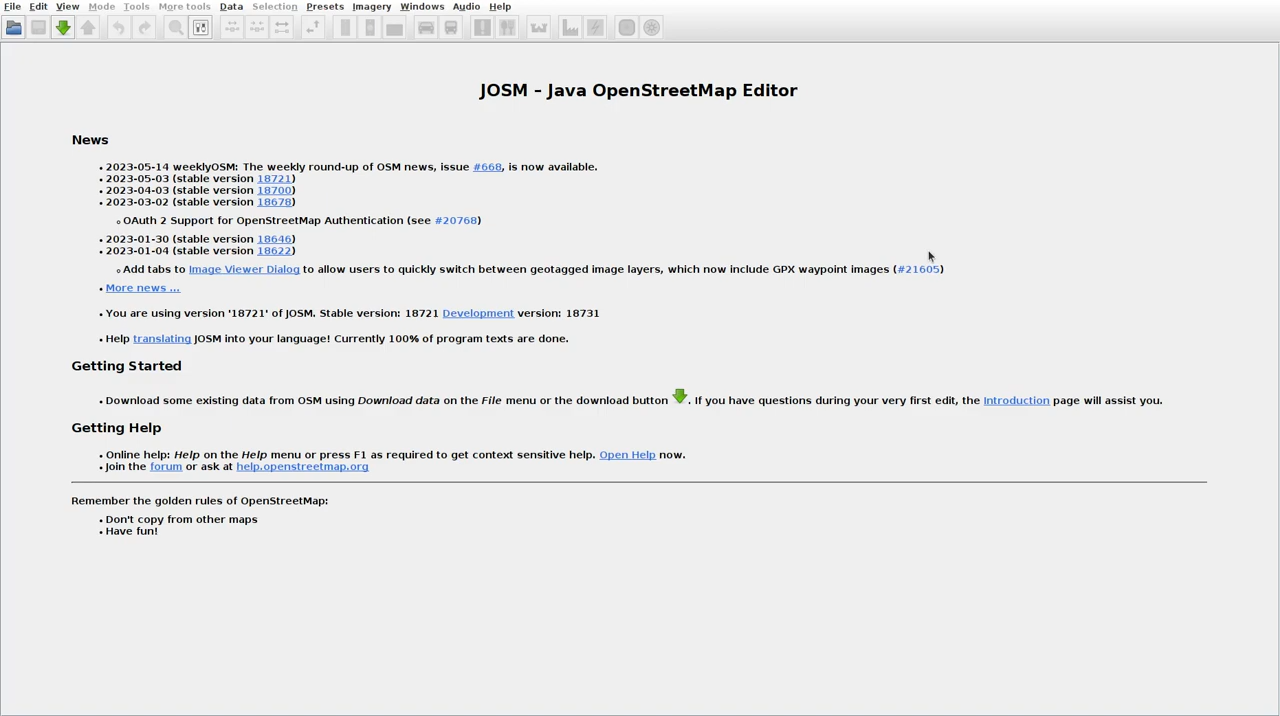 File Edit View Mode Tools More tools Data Selection Presets Imagery Windows Audio Help
JOSM – Java OpenStreetMap Editor
News
2023-05-14 weeklyOSM: The weekly round-up of OSM news, issue #668, is now available.
2023-05-03 (stable version 18721)
2023-04-03 (stable version 18700)
2023-03-02 (stable version 18678)
OAuth 2 Support for OpenStreetMap Authentication (see #20768)
2023-01-30 (stable version 18646)
2023-01-04 (stable version 18622)
Add tabs to Image Viewer Dialog to allow users to quickly switch between geotagged image layers, which now include GPX waypoint images (#21605)
More news ...
You are using version '18721' of JOSM. Stable version: 18721 Development version: 18731
Help translating JOSM into your language! Currently 100% of program texts are done.
Getting Started
Download some existing data from OSM using Download data on the File menu or the download button . If you have questions during your very first edit, the Introduction page will assist you.
Getting Help
Online help: Help on the Help menu or press F1 as required to get context sensitive help. Open Help now.
Join the forum or ask at help.openstreetmap.org
Remember the golden rules of OpenStreetMap:
Don't copy from other maps
Have fun!